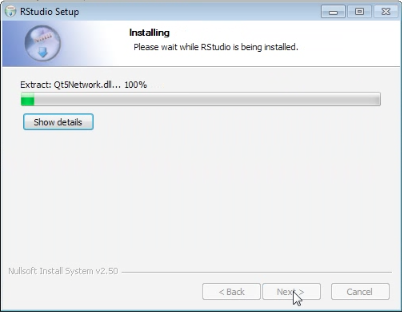 RStudio Setup
Installing
Please wait while RStudio is being installed.
Extract: Qt5Network.dll... 100%
Show details
Nullsoft Install System v2.50
< Back
Next >
Cancel